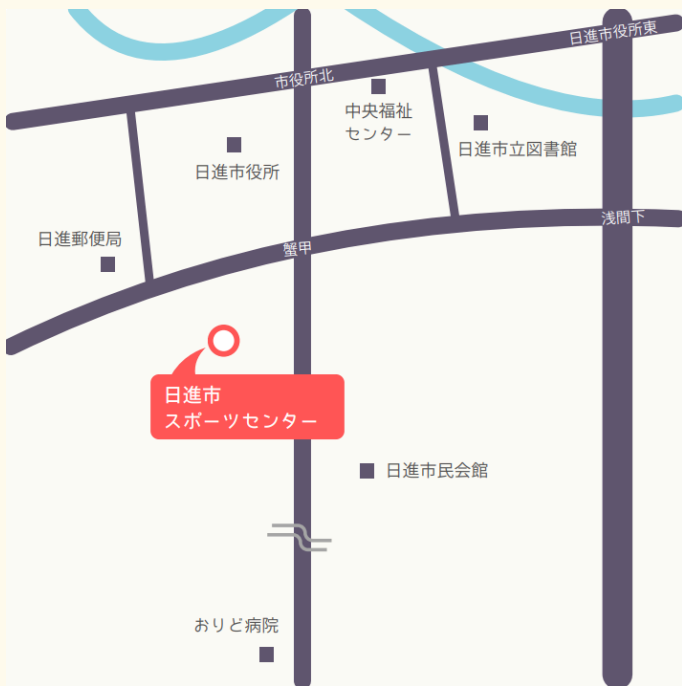 日進市役所東
市役所北
中央福祉
センター
日進市立図書館
日進市役所
浅間下
日進郵便局
蟹甲
日進市
スポーツセンター
日進市民会館
おりど病院